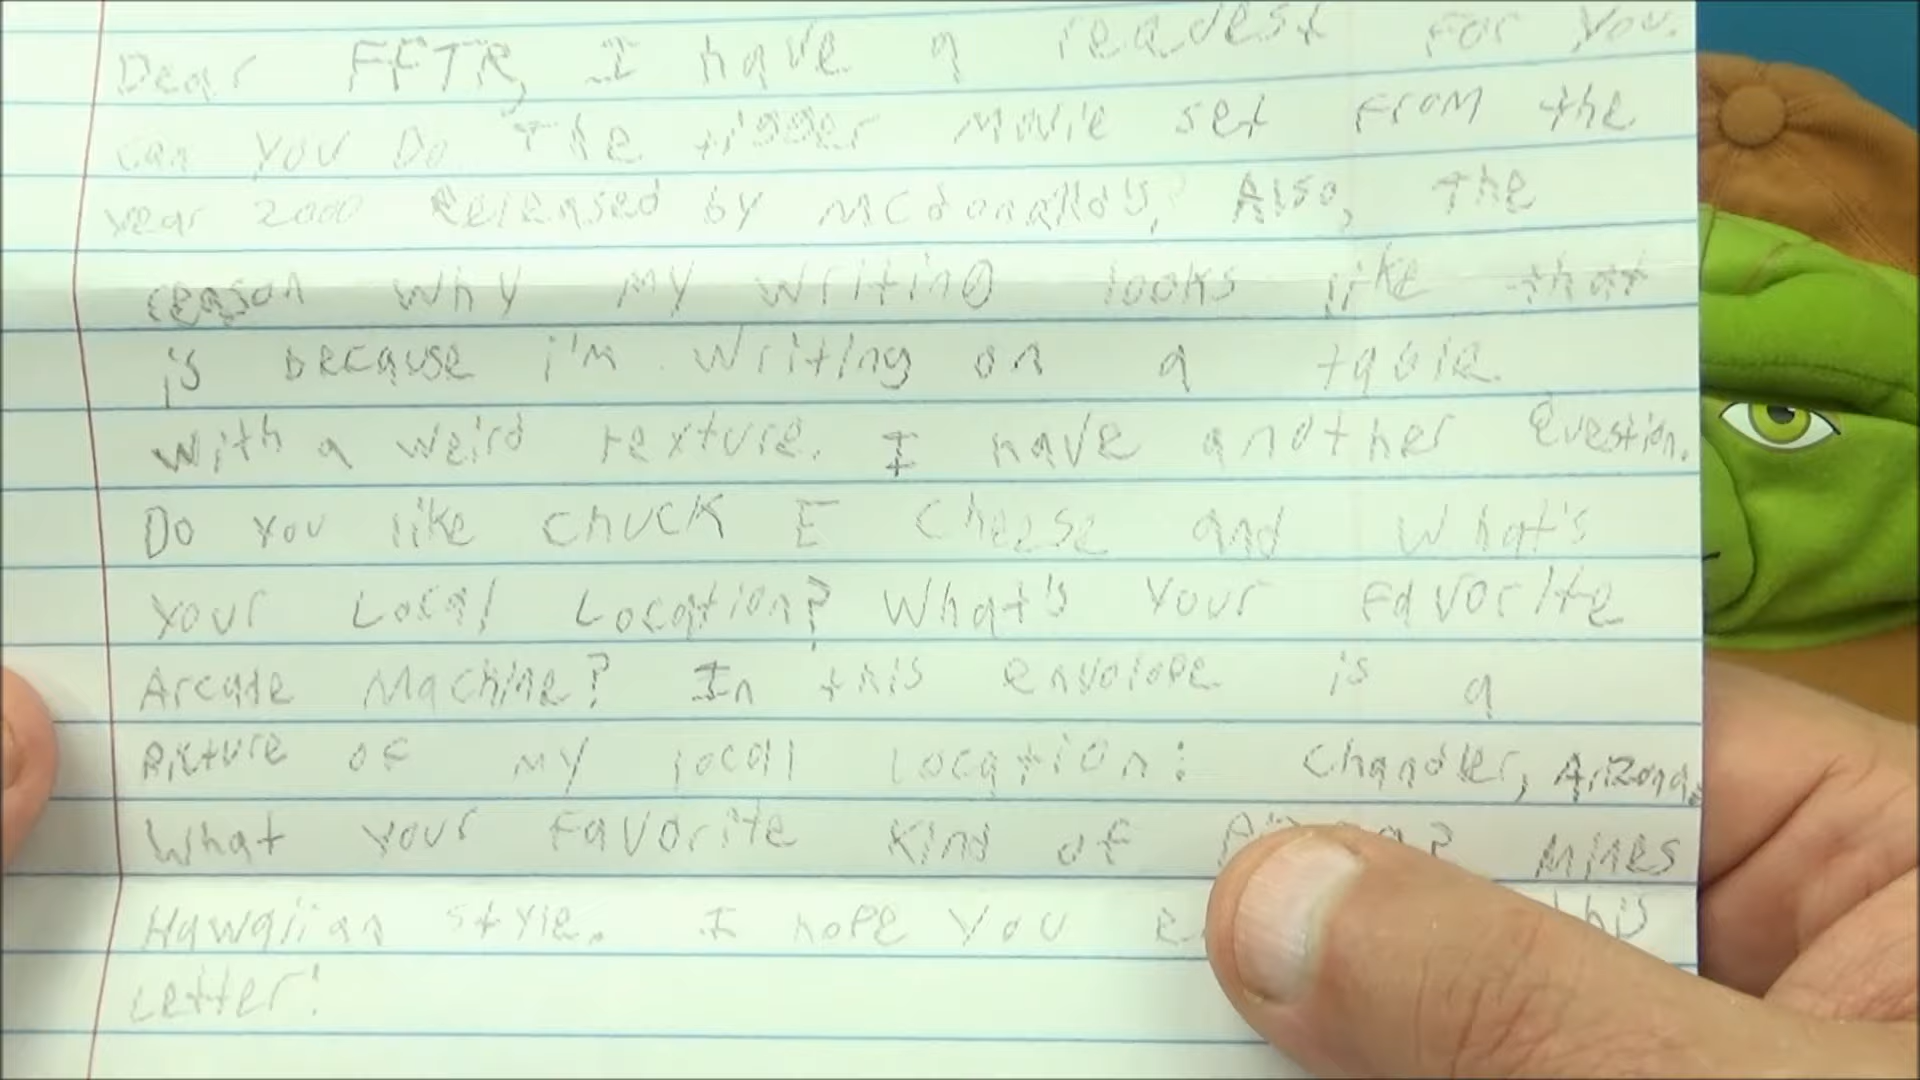 Dear FFTR, I have a request For You.
can you Do The tigger Movie set From the
year 2000 Released by mcdonalld's, Also, the
reason why my writing looks like that
is because i'm writing on a table
with a weird texture. I have another Question.
Do you like Chuck E Cheese and What's
your Local Location? What's Your Favorite
Arcade Machine? In this envolope is a
Picture of my local location: Chandler, Arizona.
What your Favorite Kind of Mines
Hawaiian style. I hope you this
Letter!